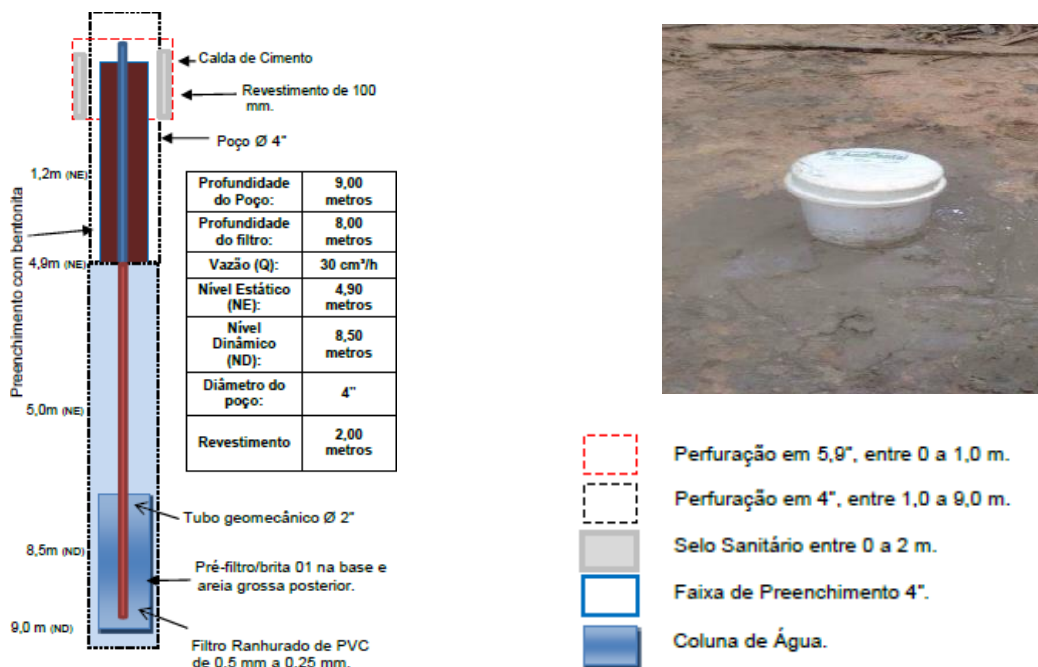 Calda de Cimento
Revestimento de 100
mm.
Poço Ø 4"
1,2m (NE)
Preenchimento com bentonita
4,9m (NE)
5,0m (NE)
8,5m (ND)
9,0 m (ND)
Profundidade
do Poço:
9,00
metros
Profundidade
do filtro:
8,00
metros
Vazão (Q):
30 cm³/h
Nível Estático
(NE):
4,90
metros
Nível
Dinâmico
(ND):
8,50
metros
Diâmetro do
poço:
4"
Revestimento
2,00
metros
Tubo geomecânico Ø 2"
Pré-filtro/brita 01 na base e
areia grossa posterior.
Filtro Ranhurado de PVC
de 0,5 mm a 0,25 mm.
Perfuração em 5,9", entre 0 a 1,0 m.
Perfuração em 4", entre 1,0 a 9,0 m.
Selo Sanitário entre 0 a 2 m.
Faixa de Preenchimento 4".
Coluna de Água.